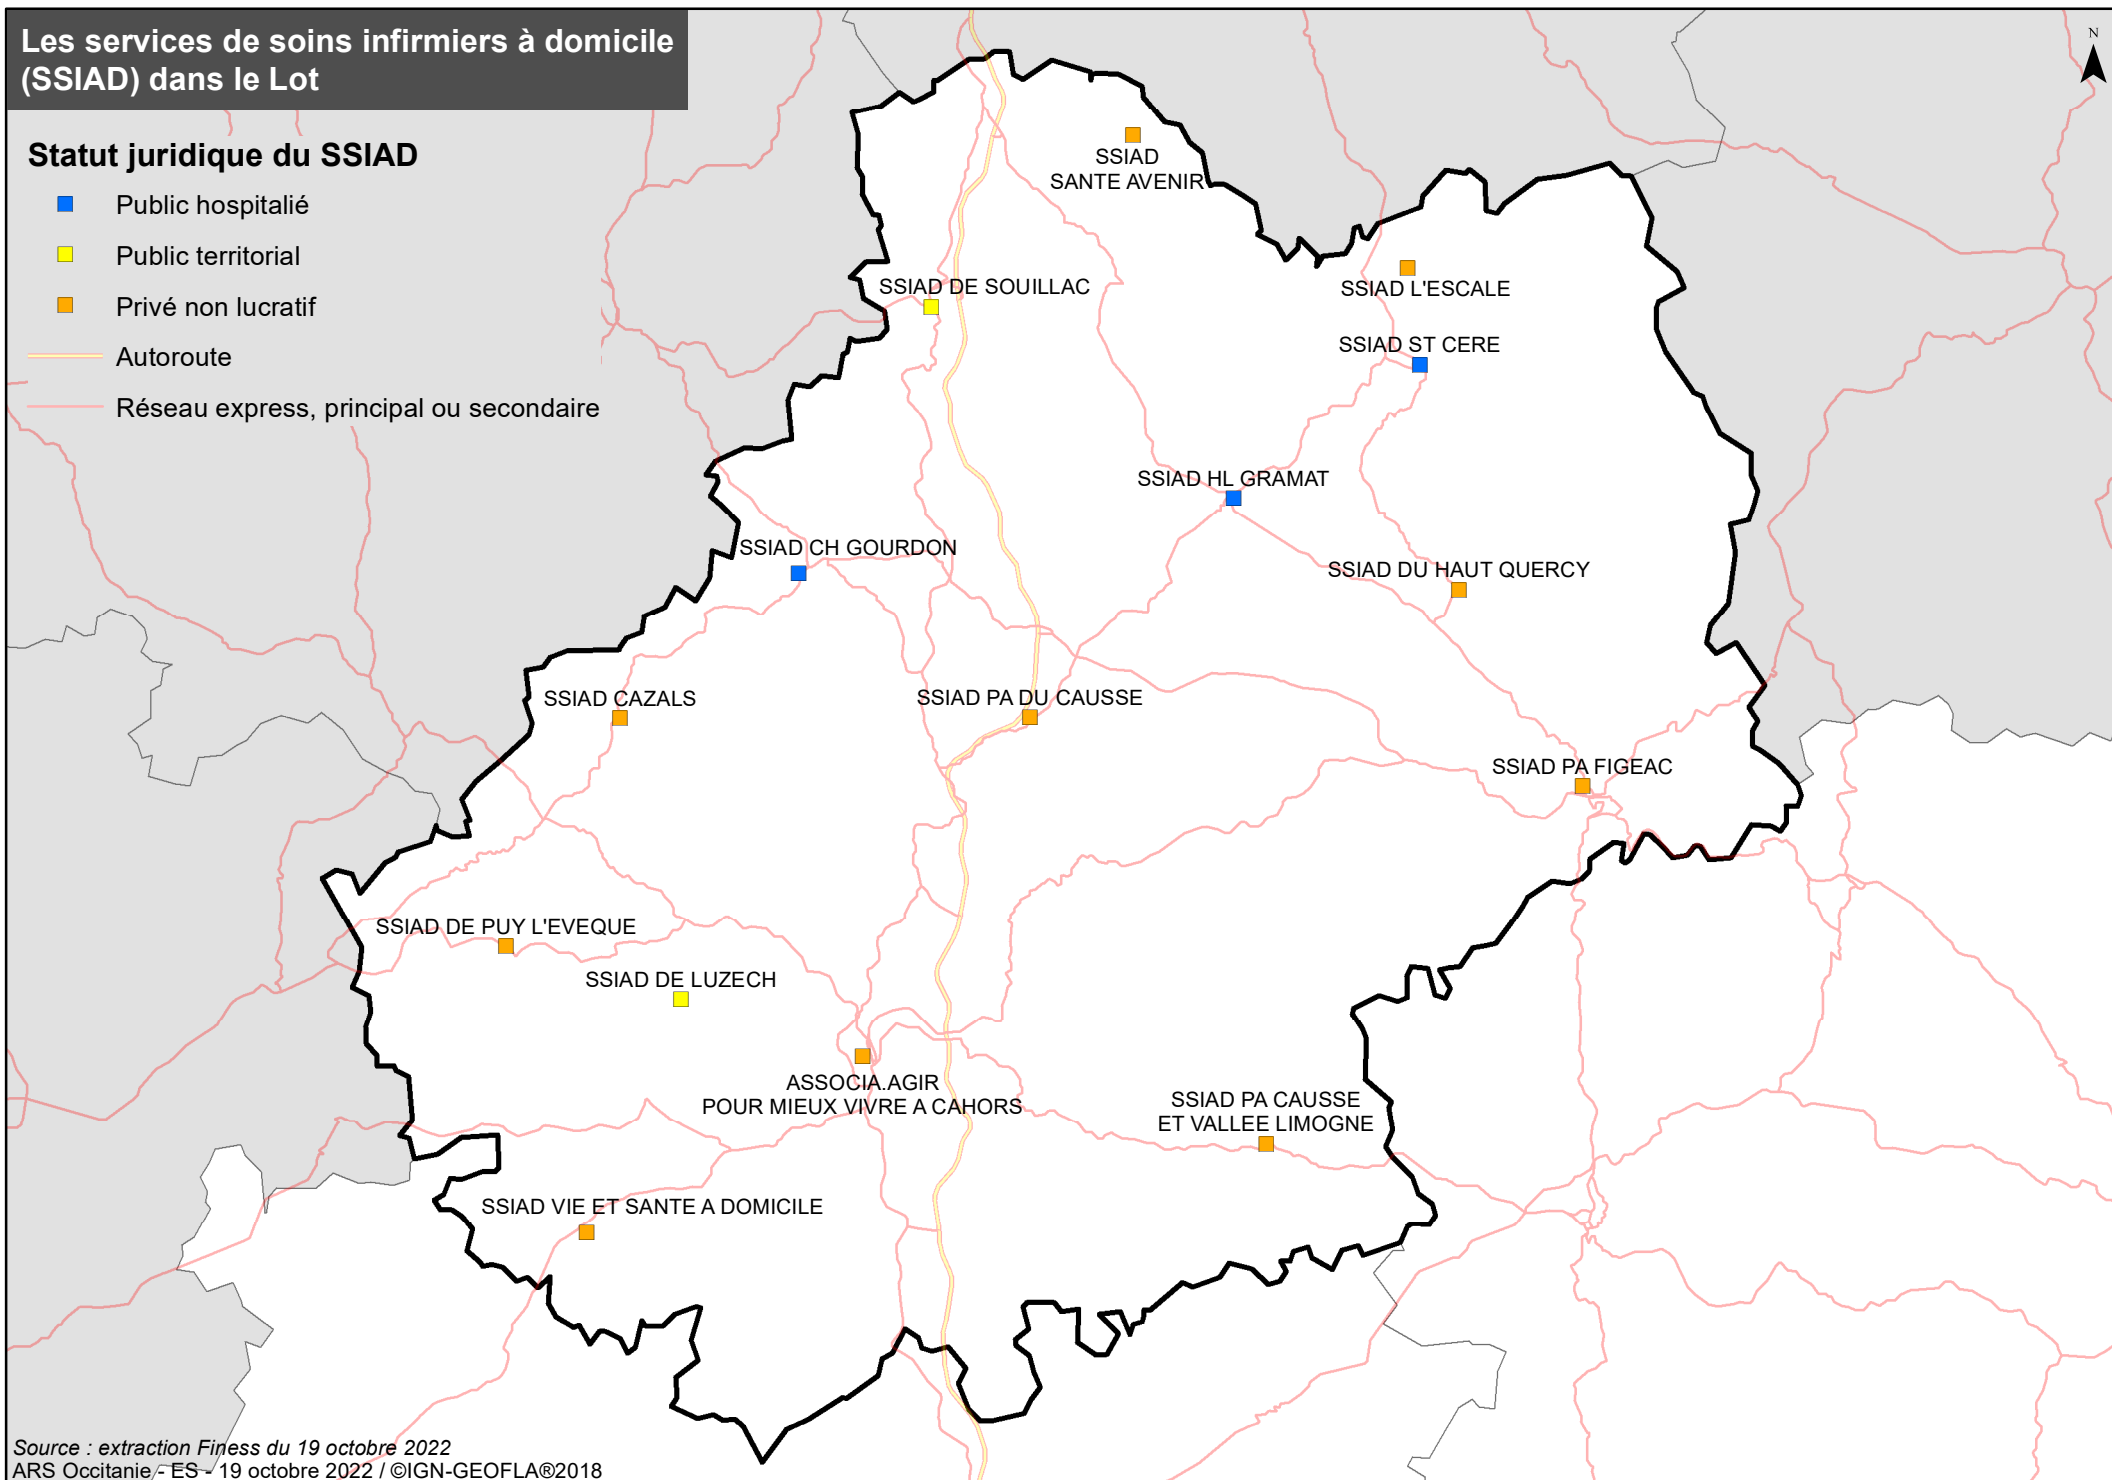 Les services de soins infirmiers à domicile
(SSIAD) dans le Lot
N
Statut juridique du SSIAD
Public hospitalié
Public territorial
Privé non lucratif
Autoroute
Réseau express, principal ou secondaire
SSIAD
SANTE AVENIR
SSIAD DE SOUILLAC
SSIAD L'ESCALE
SSIAD ST CERE
SSIAD HL GRAMAT
SSIAD CH GOURDON
SSIAD DU HAUT QUERCY
SSIAD CAZALS
SSIAD PA DU CAUSSE
SSIAD PA FIGEAC
SSIAD DE PUY L'EVEQUE
SSIAD DE LUZECH
ASSOCIA.AGIR
POUR MIEUX VIVRE A CAHORS
SSIAD PA CAUSSE
ET VALLEE LIMOGNE
SSIAD VIE ET SANTE A DOMICILE
Source : extraction Finess du 19 octobre 2022
ARS Occitanie - ES - 19 octobre 2022 / ©IGN-GEOFLA®2018